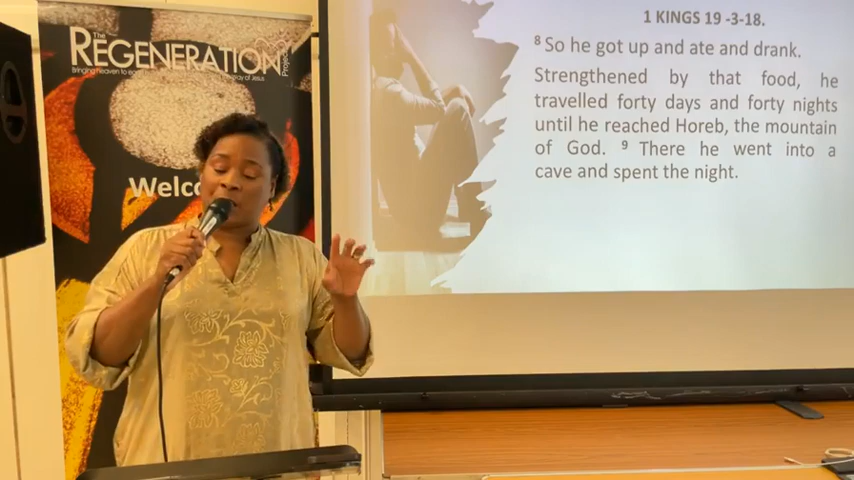 The
REGENERATION
Project
Welco
1 KINGS 19 -3-18.
8 So he got up and ate and drank.
Strengthened by that food, he
travelled forty days and forty nights
until he reached Horeb, the mountain
of God. 9 There he went into a
cave and spent the night.